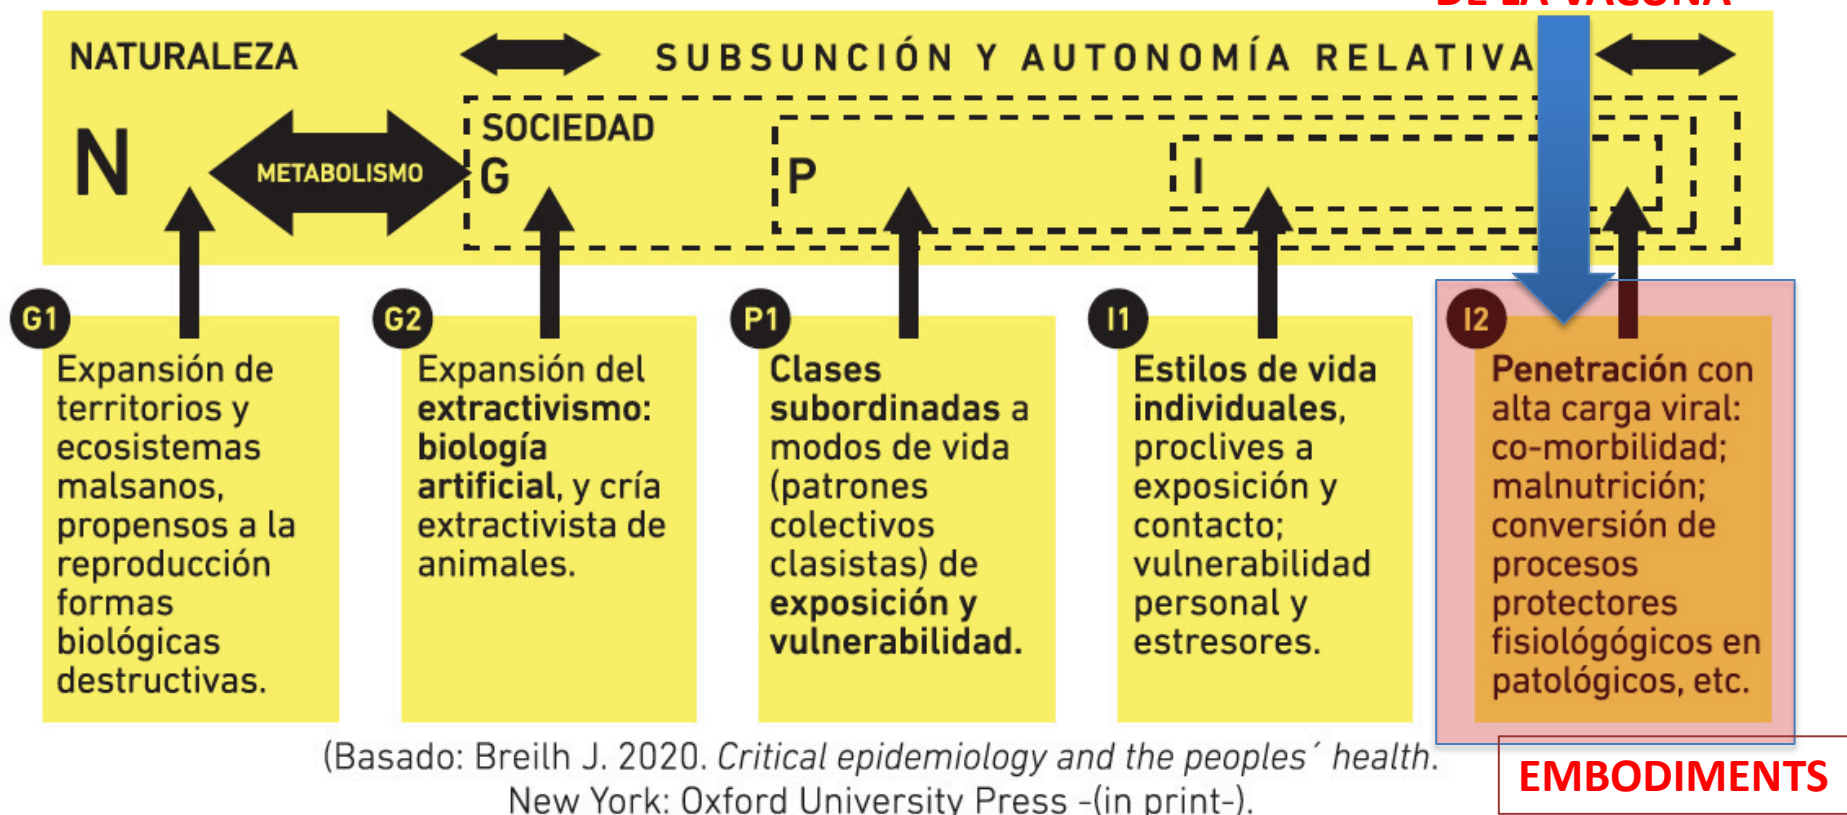 DE LA VACUNA
NATURALEZA
SUBSUNCIÓN Y AUTONOMÍA RELATIVA
N
METABOLISMO
SOCIEDAD
G
P
I
G1
Expansión de
territorios y
ecosistemas
malsanos,
propensos a la
reproducción
formas
biológicas
destructivas.
G2
Expansión del
extractivismo:
biología
artificial, y cría
extractivista de
animales.
P1
Clases
subordinadas a
modos de vida
(patrones
colectivos
clasistas) de
exposición y
vulnerabilidad.
I1
Estilos de vida
individuales,
proclives a
exposición y
contacto;
vulnerabilidad
personal y
estresores.
I2
Penetración con
alta carga viral:
co-morbilidad;
malnutrición;
conversión de
procesos
protectores
fisiológógicos en
patológicos, etc.
(Basado: Breilh J. 2020. Critical epidemiology and the peoples´ health.
New York: Oxford University Press -(in print-).
EMBODIMENTS